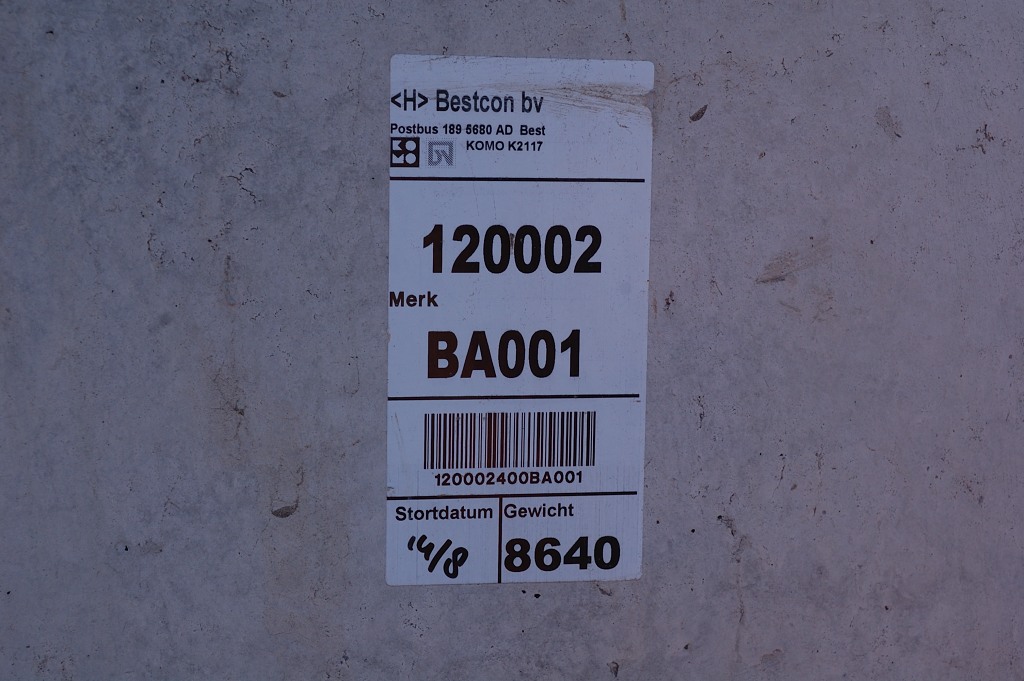 <H> Bestcon bv
Postbus 189 5680 AD Best
KOMO K2117
120002
Merk
BA001
120002400BA001
Stortdatum Gewicht
14/8 8640